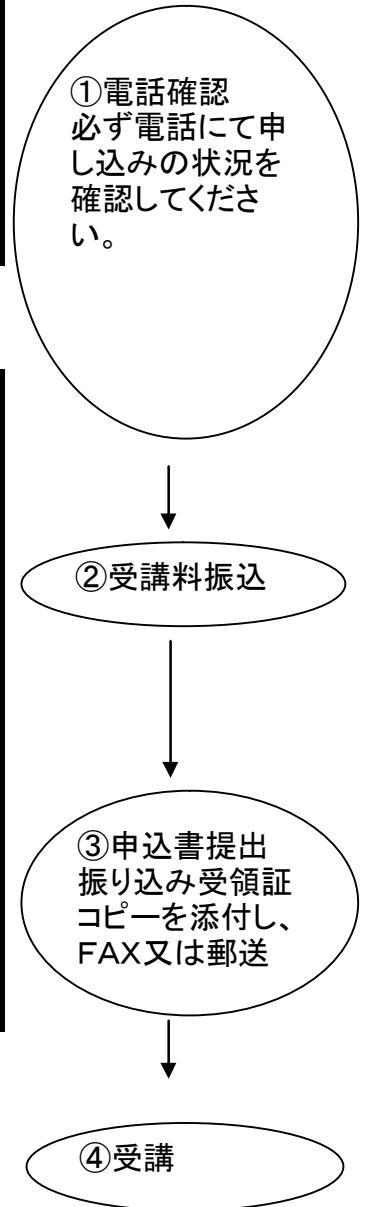 ①電話確認
必ず電話にて申
し込みの状況を
確認してくださ
い。
②受講料振込
③申込書提出
振り込み受領証
コピーを添付し、
FAX又は郵送
④受講